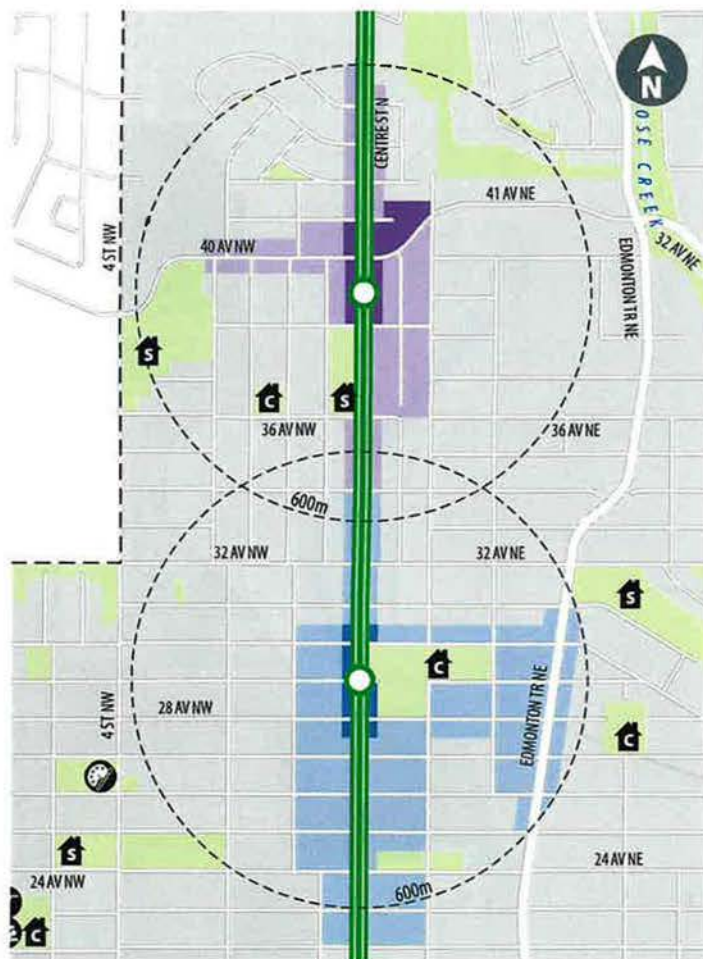 N
CENTRE ST N
OSE CREEK
41 AV NE
40 AV NW
4 ST NW
32 AV NE
EDMONTON TR NE
S
C
S
36 AV NW
36 AV NE
600m
32 AV NW
32 AV NE
S
C
28 AV NW
4 ST NW
EDMONTON TR NE
C
S
24 AV NW
24 AV NE
600m
C